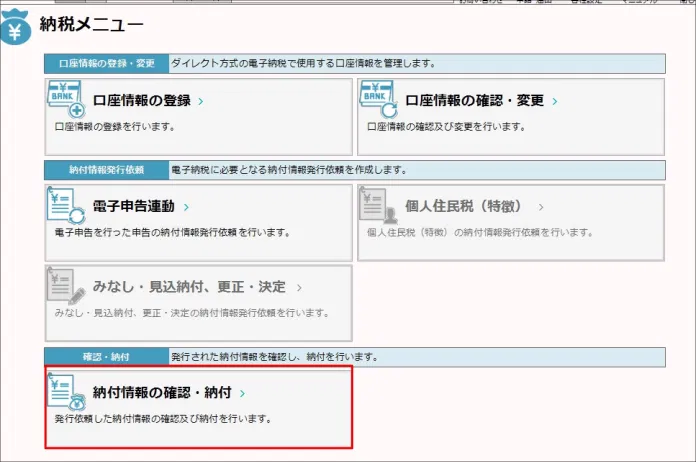 納税メニュー
口座情報の登録・変更 ダイレクト方式の電子納税で使用する口座情報を管理します。
BANK 口座情報の登録
口座情報の登録を行います。
BANK 口座情報の確認・変更
口座情報の確認及び変更を行います。
納付情報発行依頼 電子納税に必要となる納付情報発行依頼を作成します。
電子申告連動
電子申告を行った申告の納付情報発行依頼を行います。
個人住民税（特徴）
個人住民税（特徴）の納付情報発行依頼を行います。
みなし・見込納付、更正・決定
みなし・見込納付、更正・決定の納付情報発行依頼を行います。
確認・納付 発行された納付情報を確認し、納付を行います。
納付情報の確認・納付
発行依頼した納付情報の確認及び納付を行います。